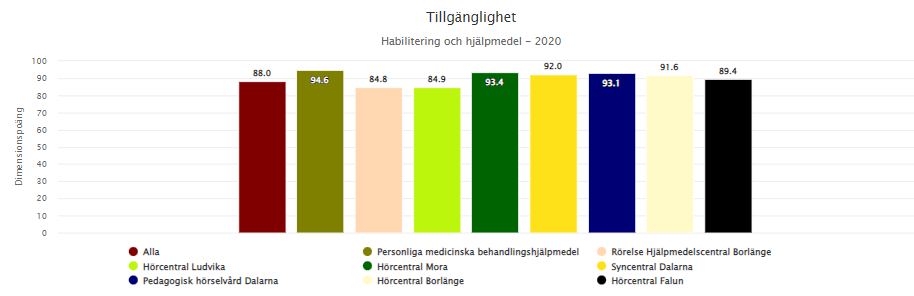 Tillgänglighet
Habilitering och hjälpmedel - 2020
Dimensionspoäng
100
90
80
70
60
50
40
30
20
10
0
88.0
94.6
84.8
84.9
93.4
92.0
93.1
91.6
89.4
Alla
Personliga medicinska behandlingshjälpmedel
Rörelse Hjälpmedelscentral Borlänge
Hörcentral Ludvika
Hörcentral Mora
Syncentral Dalarna
Pedagogisk hörselvård Dalarna
Hörcentral Borlänge
Hörcentral Falun